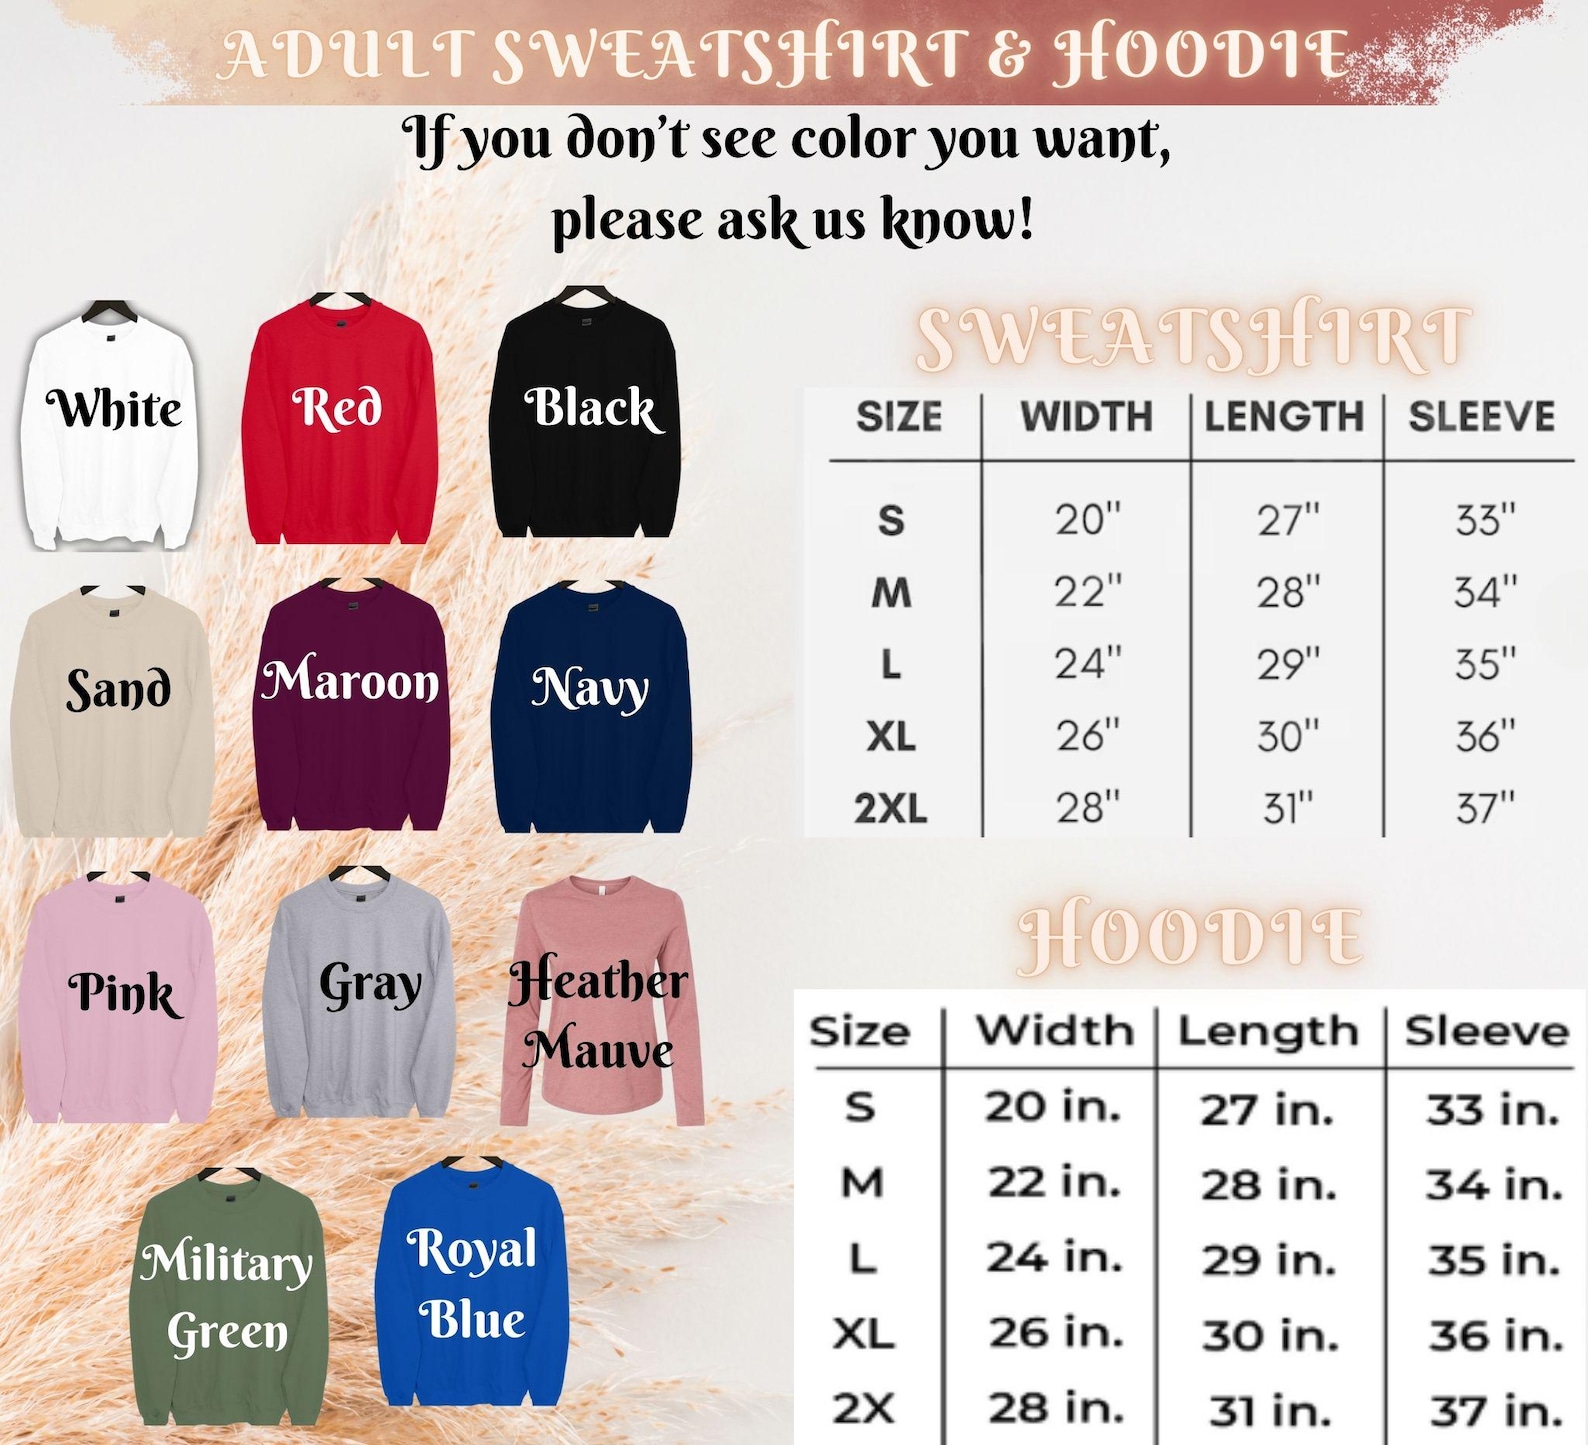 ADULT SWEATSHIRT & HOODIE
If you don't see color you want,
please ask us know!
White
Red
Black
Sand
Maroon
Navy
Pink
Gray
Heather
Mauve
Military
Green
Royal
Blue
SWEATSHIRT
SIZE WIDTH LENGTH SLEEVE
S 20" 27" 33"
M 22" 28" 34"
L 24" 29" 35"
XL 26" 30" 36"
2XL 28" 31" 37"
HOODIE
Size Width Length Sleeve
S 20 in. 27 in. 33 in.
M 22 in. 28 in. 34 in.
L 24 in. 29 in. 35 in.
XL 26 in. 30 in. 36 in.
2X 28 in. 31 in. 37 in.